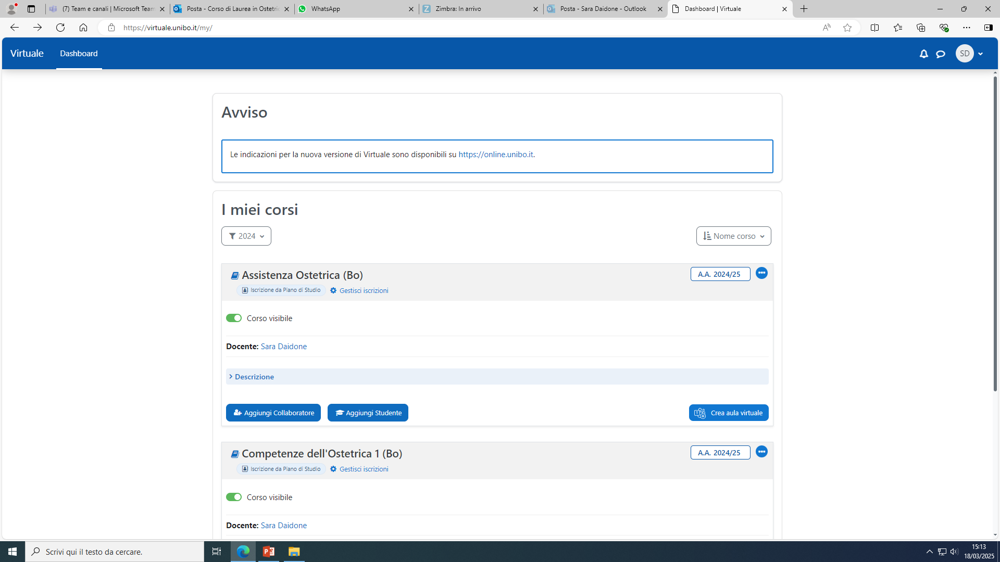 (7) Team e canali | Microsoft Team
Posta - Corso di Laurea in Ostetric
WhatsApp
Zimbra: In arrivo
Posta - Sara Daidone - Outlook
Dashboard | Virtuale
https://virtuale.unibo.it/my/
Virtuale
Dashboard
SD
Avviso
Le indicazioni per la nuova versione di Virtuale sono disponibili su https://online.unibo.it.
I miei corsi
2024
Nome corso
Assistenza Ostetrica (Bo)
A.A. 2024/25
Iscrizione da Piano di Studio
Gestisci iscrizioni
Corso visibile
Docente: Sara Daidone
Descrizione
Aggiungi Collaboratore
Aggiungi Studente
Crea aula virtuale
Competenze dell'Ostetrica 1 (Bo)
A.A. 2024/25
Iscrizione da Piano di Studio
Gestisci iscrizioni
Corso visibile
Docente: Sara Daidone
Scrivi qui il testo da cercare.
15:13
18/03/2025